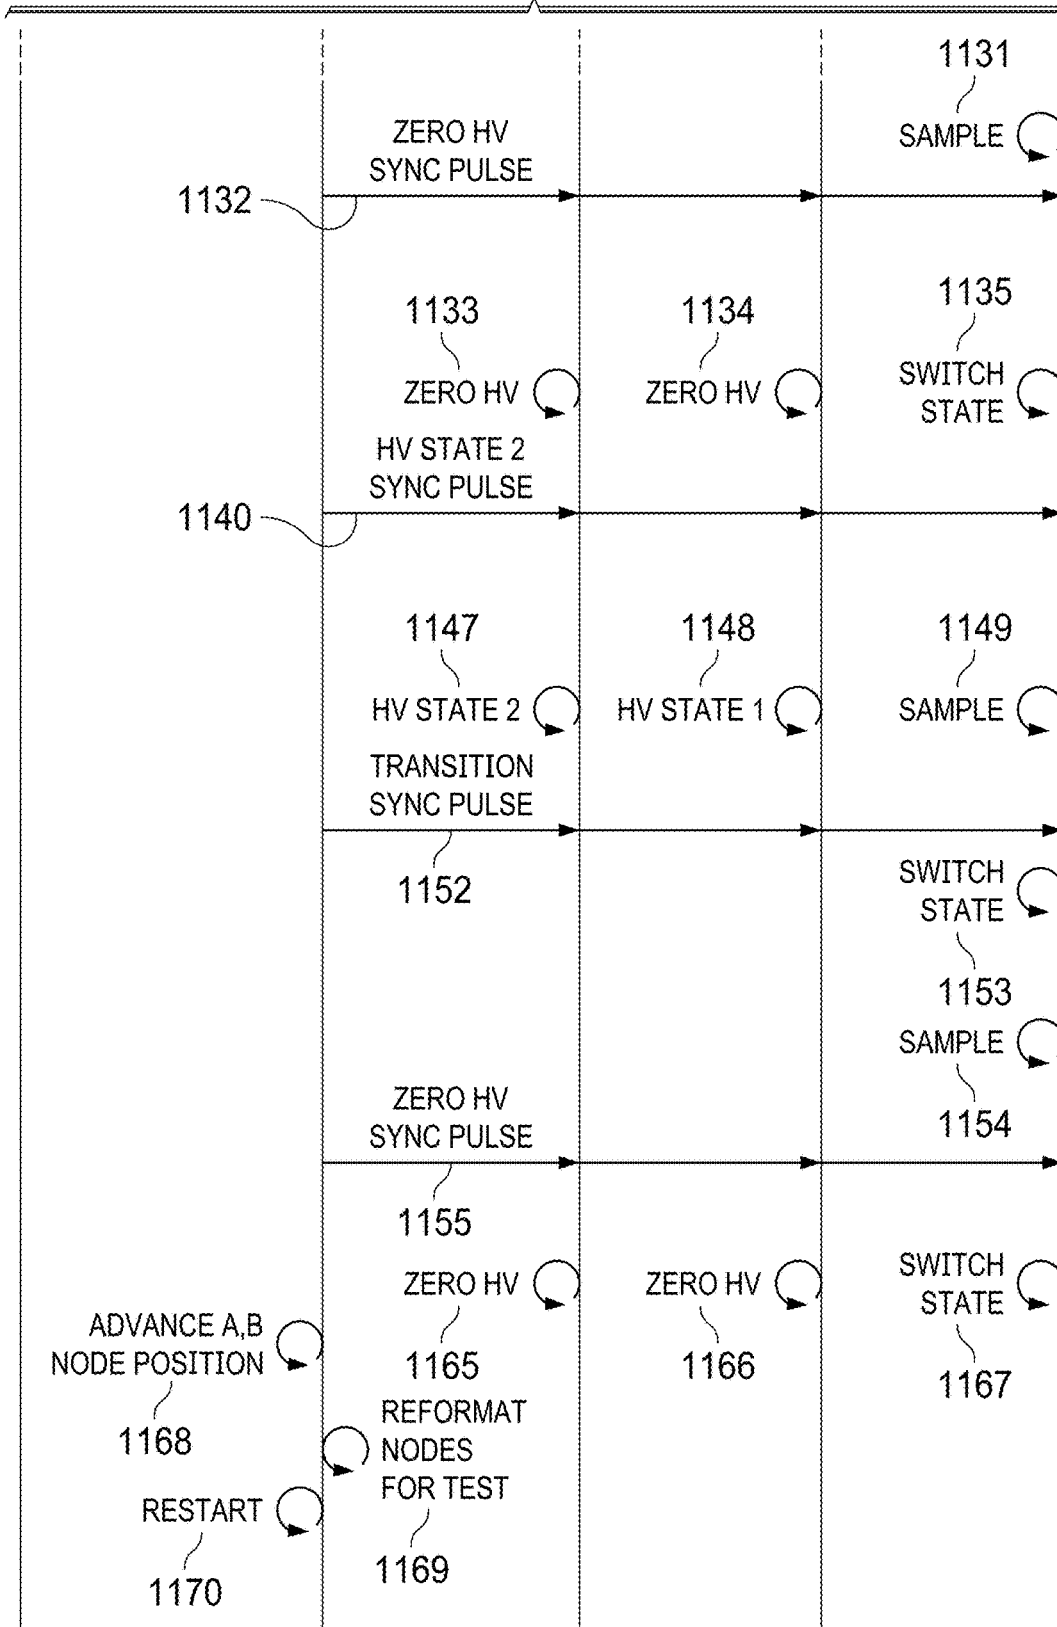 1131
SAMPLE
ZERO HV
SYNC PULSE
1132
1133
ZERO HV
1134
ZERO HV
1135
SWITCH
STATE
HV STATE 2
SYNC PULSE
1140
1147
HV STATE 2
1148
HV STATE 1
1149
SAMPLE
TRANSITION
SYNC PULSE
1152
SWITCH
STATE
1153
SAMPLE
1154
ZERO HV
SYNC PULSE
1155
ZERO HV
1165
ZERO HV
1166
SWITCH
STATE
1167
ADVANCE A,B
NODE POSITION
1168
REFORMAT
NODES
FOR TEST
1169
RESTART
1170